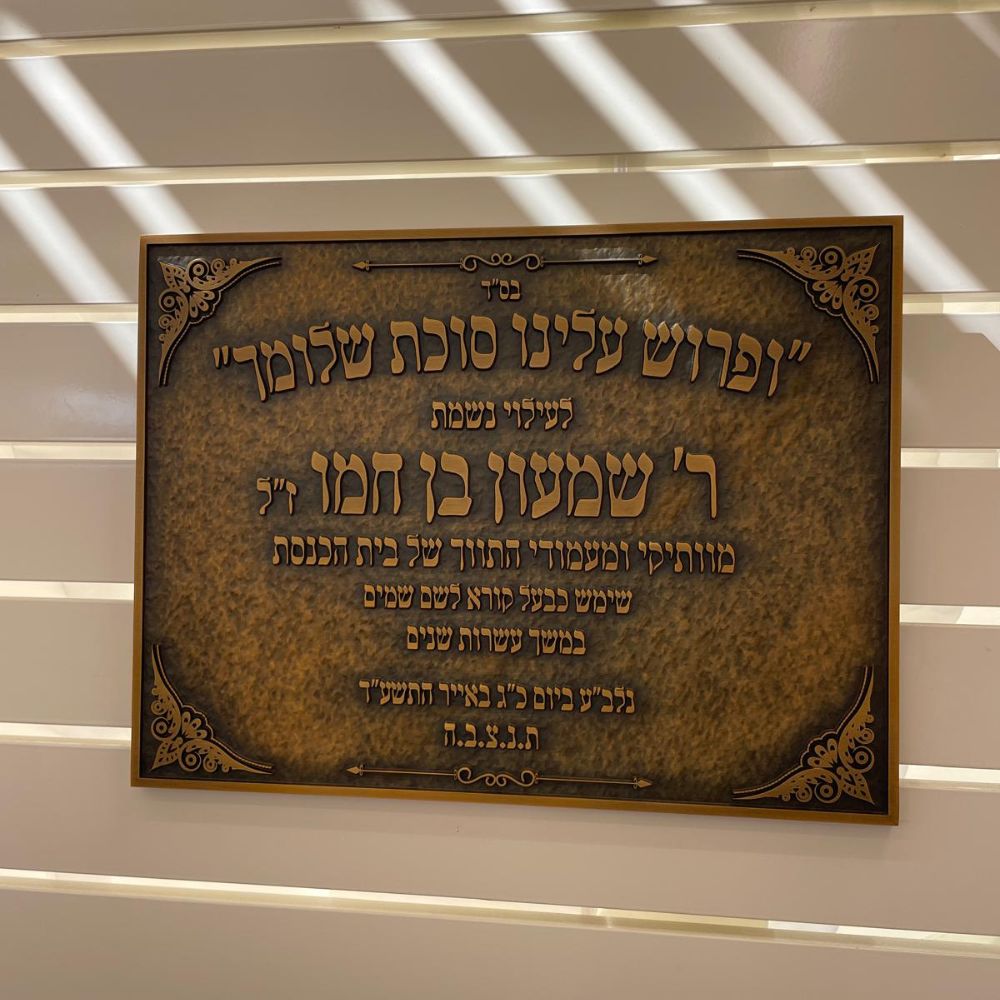 בס"ד
"ופרוש עלינו סוכת שלומך"
לעילוי נשמת
ר' שמעון בן חמו ז"ל
מוותיקי ומעמודי התווך של בית הכנסת
שימש כבעל קורא לשם שמים
במשך עשרות שנים
נלב"ע ביום כ"ג באייר התשע"ד
ת.נ.צ.ב.ה